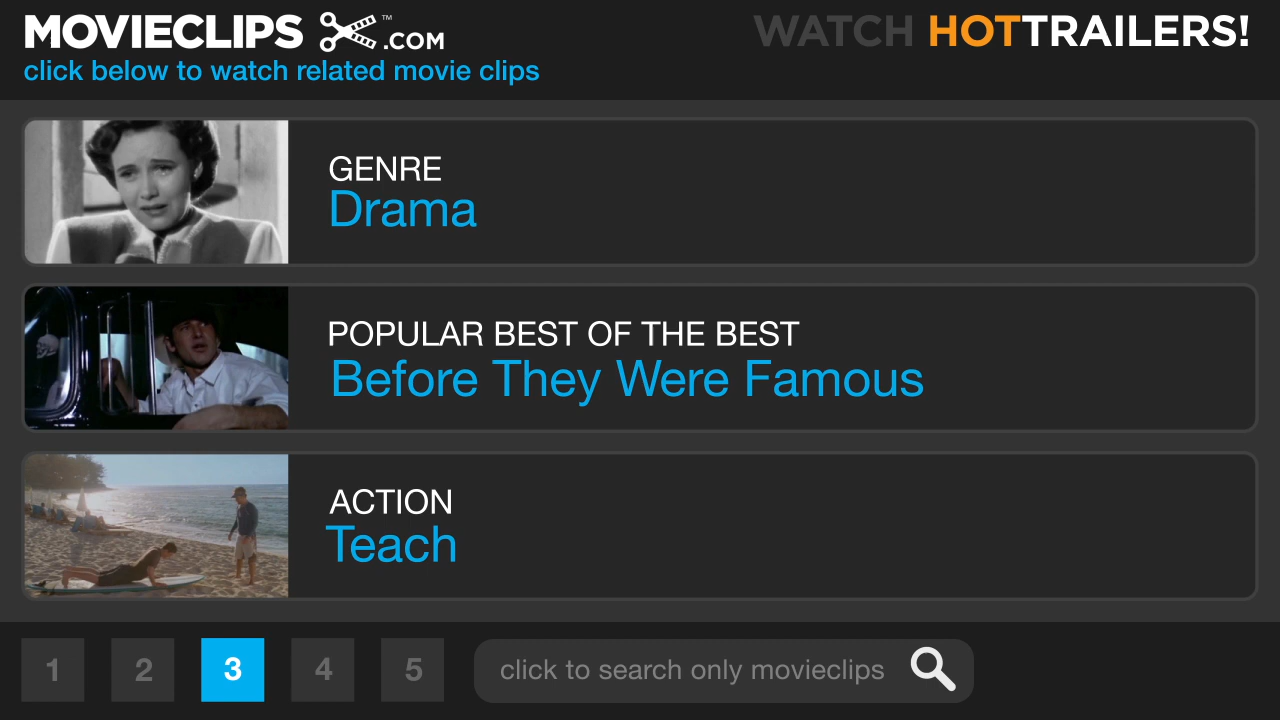 MOVIECLIPS ™ .COM
WATCH HOTTRAILERS!
click below to watch related movie clips
GENRE
Drama
POPULAR BEST OF THE BEST
Before They Were Famous
ACTION
Teach
1 2 3 4 5 click to search only movieclips